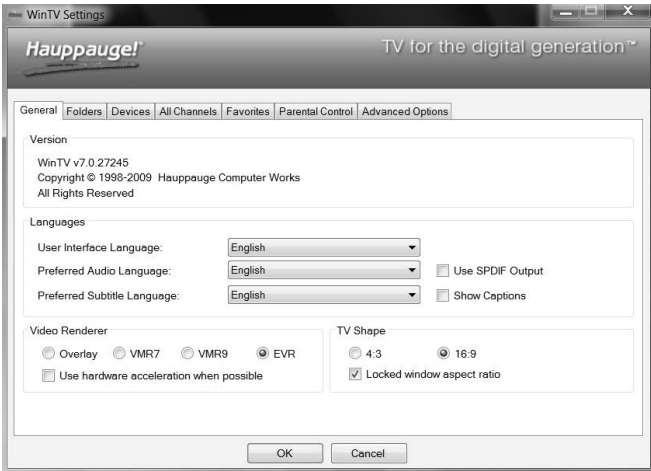 WinTV Settings
Hauppauge!
TV for the digital generation™
General Folders Devices All Channels Favorites Parental Control Advanced Options
Version
WinTV v7.0.27245
Copyright © 1998-2009 Hauppauge Computer Works
All Rights Reserved
Languages
User Interface Language: English
Preferred Audio Language: English Use SPDIF Output
Preferred Subtitle Language: English Show Captions
Video Renderer TV Shape
Overlay VMR7 VMR9 EVR 4:3 16:9
Use hardware acceleration when possible Locked window aspect ratio
OK Cancel